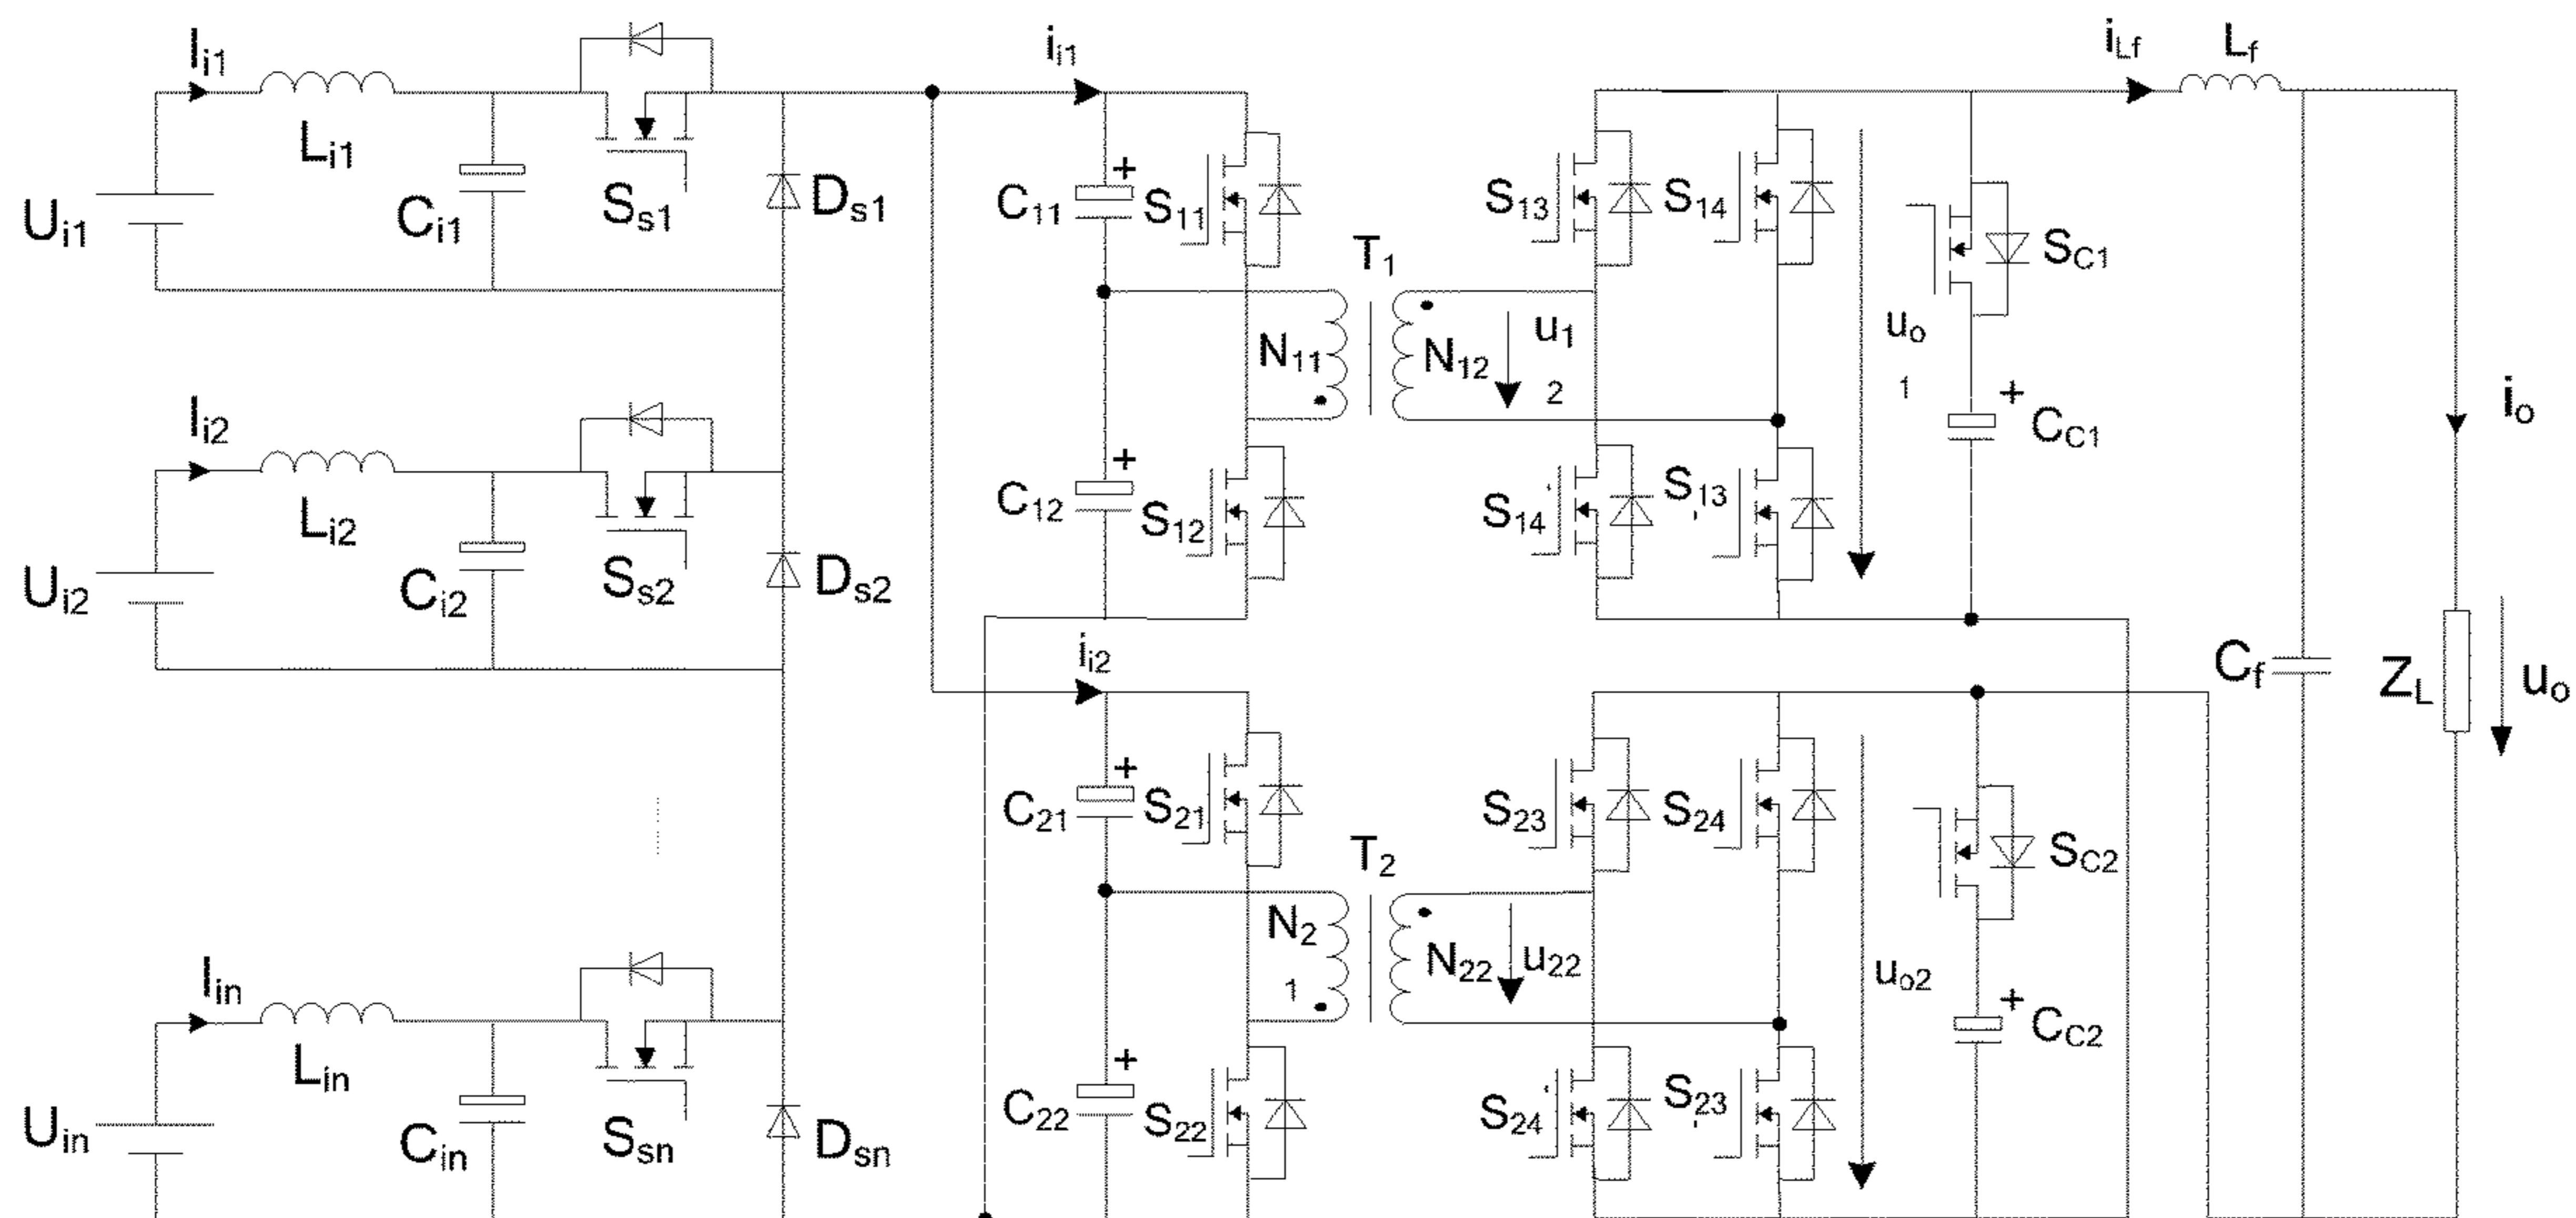 Ii1
Li1
Ui1
Ci1
Ss1
Ds1
Ii2
Li2
Ui2
Ci2
Ss2
Ds2
Iin
Lin
Uin
Cin
Ssn
Dsn
ii1
+
C11
S11
+
C12
S12
T1
N11
N12
u1
2
S13
S14
S14'
S13
'
uo
1
SC1
+
CC1
iLf
Lf
Cf
io
ZL
uo
ii2
+
C21
S21
+
C22
S22
T2
N2
1
N22
u22
S23
S24
S24'
S23
'
uo2
SC2
+
CC2